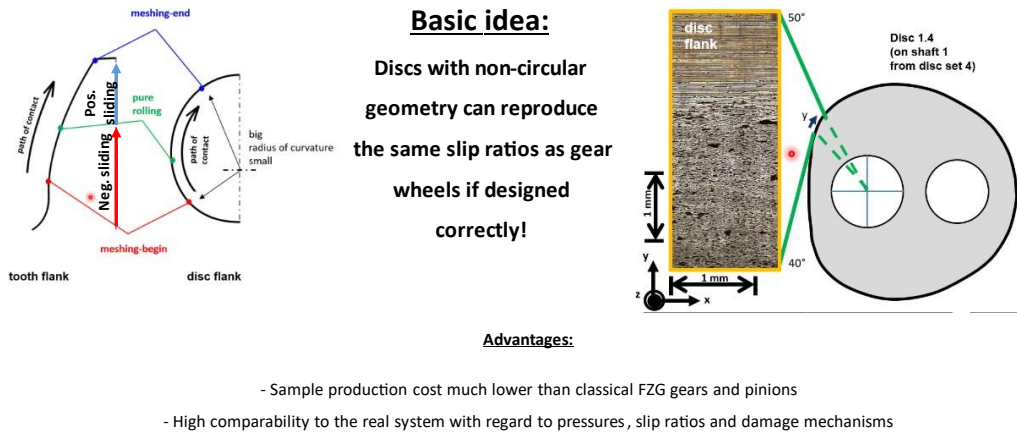 Basic idea:
Discs with non-circular
geometry can reproduce
the same slip ratios as gear
wheels if designed
correctly!
meshing-end
path of contact
Pos.
sliding
pure
rolling
Neg. sliding
path of
contact
big
radius of curvature
small
meshing-begin
tooth flank
disc flank
disc
flank
50°
Disc 1.4
(on shaft 1
from disc set 4)
y
1 mm
40°
y
z
x
1 mm
Advantages:
- Sample production cost much lower than classical FZG gears and pinions
- High comparability to the real system with regard to pressures, slip ratios and damage mechanisms